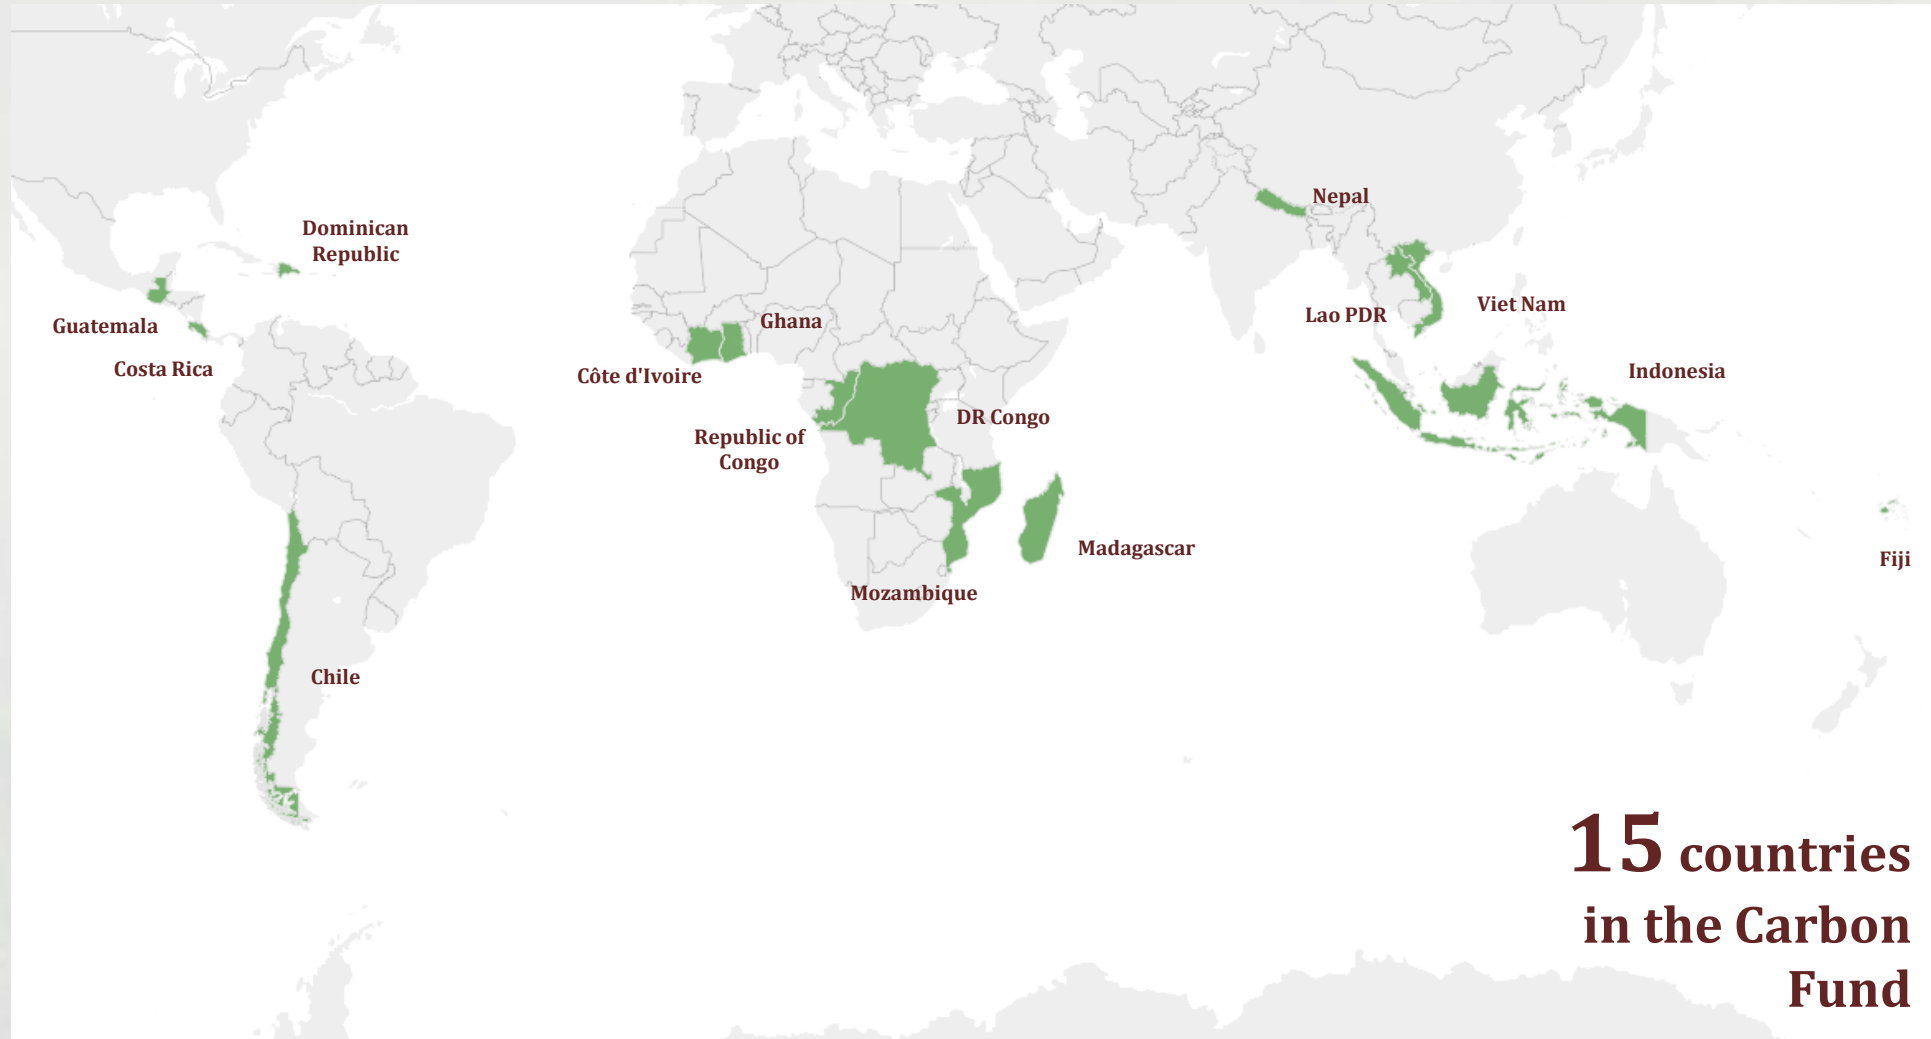 Nepal
Dominican
Republic
Viet Nam
Lao PDR
Ghana
Guatemala
Costa Rica
Côte d'Ivoire
Indonesia
DR Congo
Republic of
Congo
Madagascar
Fiji
Mozambique
Chile
15 countries
in the Carbon
Fund